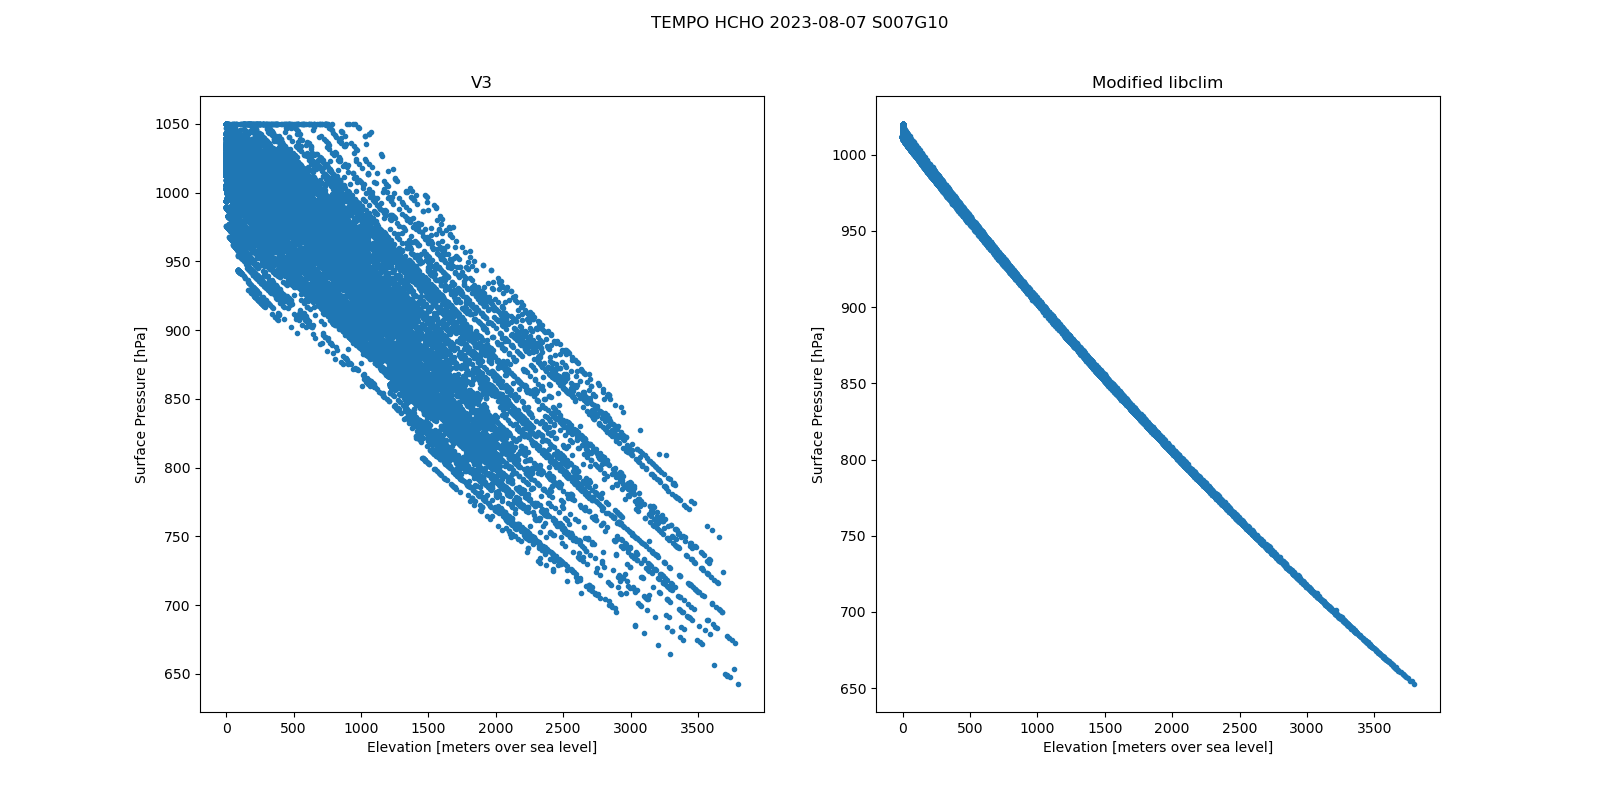 TEMPO HCHO 2023-08-07 S007G10
V3
1050
1000
950
900
850
800
750
700
650
Surface Pressure [hPa]
0 500 1000 1500 2000 2500 3000 3500
Elevation [meters over sea level]
Modified libclim
1000
950
900
850
800
750
700
650
Surface Pressure [hPa]
0 500 1000 1500 2000 2500 3000 3500
Elevation [meters over sea level]